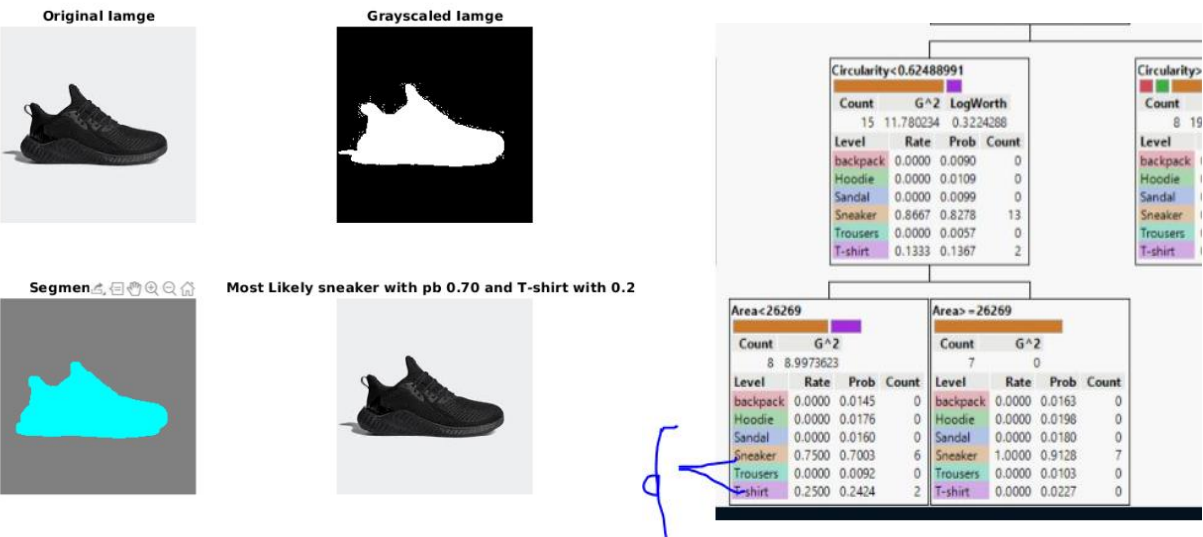 Original Iamge
Grayscaled Iamge
Segmen
Most Likely sneaker with pb 0.70 and T-shirt with 0.2
Circularity<0.62488991
Count G^2 LogWorth
15 11.780234 0.3224288
Level Rate Prob Count
backpack 0.0000 0.0090 0
Hoodie 0.0000 0.0109 0
Sandal 0.0000 0.0099 0
Sneaker 0.8667 0.8278 13
Trousers 0.0000 0.0057 0
T-shirt 0.1333 0.1367 2
Circularity>
Count
8 19
Level
backpack
Hoodie
Sandal
Sneaker
Trousers
T-shirt
Area<26269
Count G^2
8 8.9973623
Level Rate Prob Count
backpack 0.0000 0.0145 0
Hoodie 0.0000 0.0176 0
Sandal 0.0000 0.0160 0
Sneaker 0.7500 0.7003 6
Trousers 0.0000 0.0092 0
T-shirt 0.2500 0.2424 2
Area>=26269
Count G^2
7 0
Level Rate Prob Count
backpack 0.0000 0.0163 0
Hoodie 0.0000 0.0198 0
Sandal 0.0000 0.0180 0
Sneaker 1.0000 0.9128 7
Trousers 0.0000 0.0103 0
T-shirt 0.0000 0.0227 0